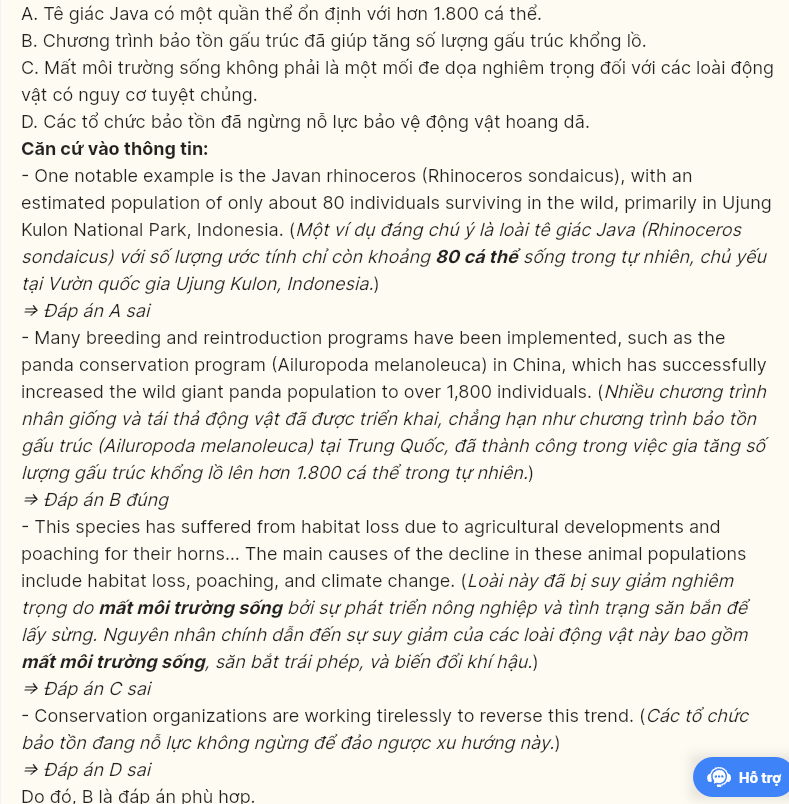 A. Tê giác Java có một quần thể ổn định với hơn 1.800 cá thể.
B. Chương trình bảo tồn gấu trúc đã giúp tăng số lượng gấu trúc khổng lồ.
C. Mất môi trường sống không phải là một mối đe dọa nghiêm trọng đối với các loài động
vật có nguy cơ tuyệt chủng.
D. Các tổ chức bảo tồn đã ngừng nỗ lực bảo vệ động vật hoang dã.
Căn cứ vào thông tin:
- One notable example is the Javan rhinoceros (Rhinoceros sondaicus), with an
estimated population of only about 80 individuals surviving in the wild, primarily in Ujung
Kulon National Park, Indonesia. (Một ví dụ đáng chú ý là loài tê giác Java (Rhinoceros
sondaicus) với số lượng ước tính chỉ còn khoảng 80 cá thể sống trong tự nhiên, chủ yếu
tại Vườn quốc gia Ujung Kulon, Indonesia.)
⇒ Đáp án A sai
- Many breeding and reintroduction programs have been implemented, such as the
panda conservation program (Ailuropoda melanoleuca) in China, which has successfully
increased the wild giant panda population to over 1,800 individuals. (Nhiều chương trình
nhân giống và tái thả động vật đã được triển khai, chẳng hạn như chương trình bảo tồn
gấu trúc (Ailuropoda melanoleuca) tại Trung Quốc, đã thành công trong việc gia tăng số
lượng gấu trúc khổng lồ lên hơn 1.800 cá thể trong tự nhiên.)
⇒ Đáp án B đúng
- This species has suffered from habitat loss due to agricultural developments and
poaching for their horns... The main causes of the decline in these animal populations
include habitat loss, poaching, and climate change. (Loài này đã bị suy giảm nghiêm
trọng do mất môi trường sống bởi sự phát triển nông nghiệp và tình trạng săn bắn để
lấy sừng. Nguyên nhân chính dẫn đến sự suy giảm của các loài động vật này bao gồm
mất môi trường sống, săn bắt trái phép, và biến đổi khí hậu.)
⇒ Đáp án C sai
- Conservation organizations are working tirelessly to reverse this trend. (Các tổ chức
bảo tồn đang nỗ lực không ngừng để đảo ngược xu hướng này.)
⇒ Đáp án D sai
Hỗ trợ
Do đó, B là đáp án phù hợp.